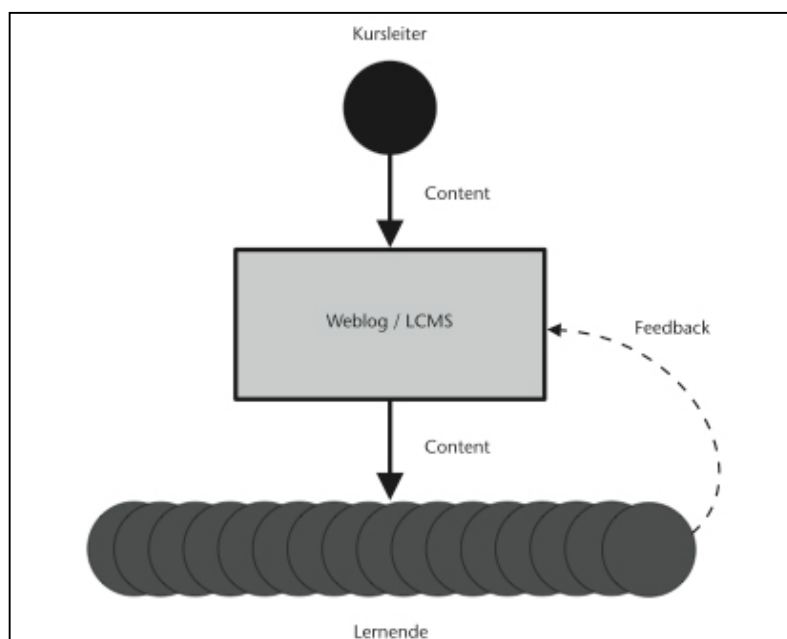 Kursleiter
Content
Weblog / LCMS
Feedback
Content
Lernende